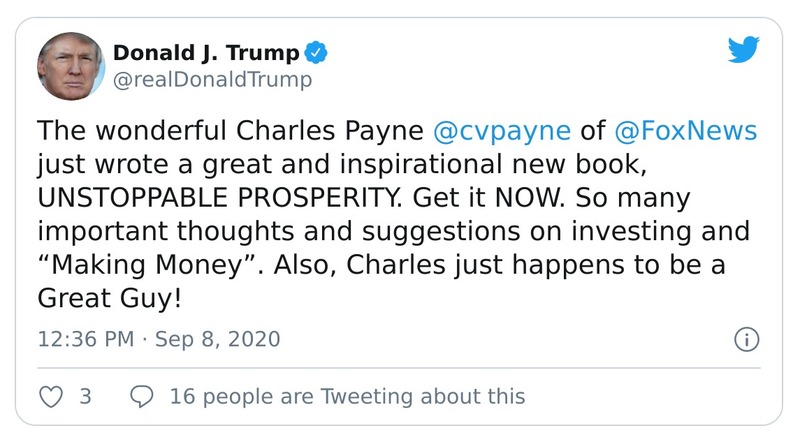 Donald J. Trump
@realDonaldTrump
The wonderful Charles Payne @cvpayne of @FoxNews
just wrote a great and inspirational new book,
UNSTOPPABLE PROSPERITY. Get it NOW. So many
important thoughts and suggestions on investing and
“Making Money”. Also, Charles just happens to be a
Great Guy!
12:36 PM · Sep 8, 2020
3 16 people are Tweeting about this